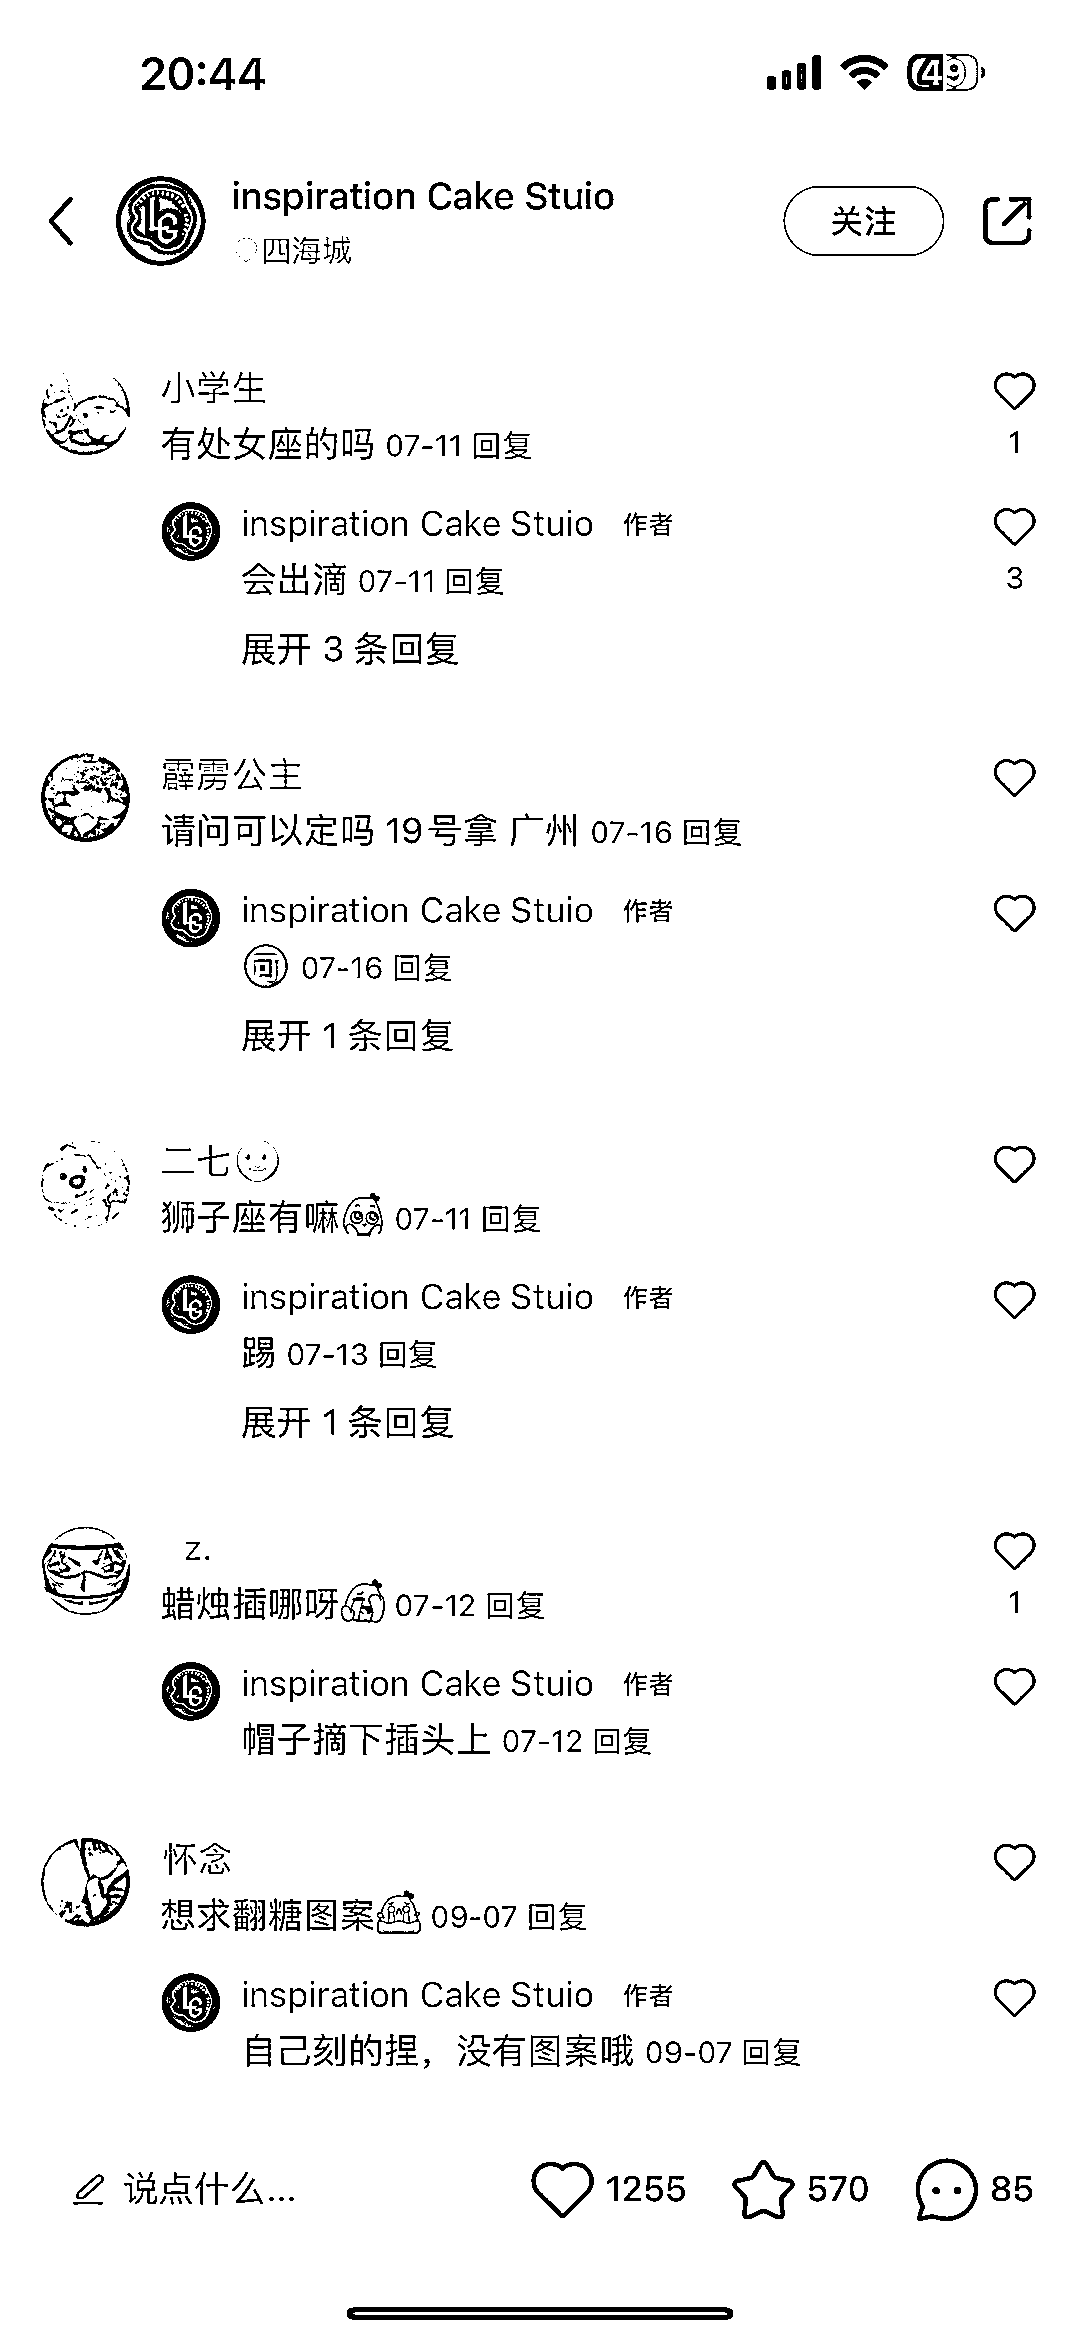 20:44
49
inspiration Cake Stuio
四海城
关注
小学生
有处女座的吗 07-11 回复
1
inspiration Cake Stuio 作者
会出滴 07-11 回复
3
展开 3 条回复
霹雳公主
请问可以定吗 19号拿 广州 07-16 回复
inspiration Cake Stuio 作者
可 07-16 回复
展开 1 条回复
二七
狮子座有嘛 07-11 回复
inspiration Cake Stuio 作者
踢 07-13 回复
展开 1 条回复
z.
蜡烛插哪呀 07-12 回复
1
inspiration Cake Stuio 作者
帽子摘下插头上 07-12 回复
怀念
想求翻糖图案 09-07 回复
inspiration Cake Stuio 作者
自己刻的捏，没有图案哦 09-07 回复
说点什么...
1255
570
85